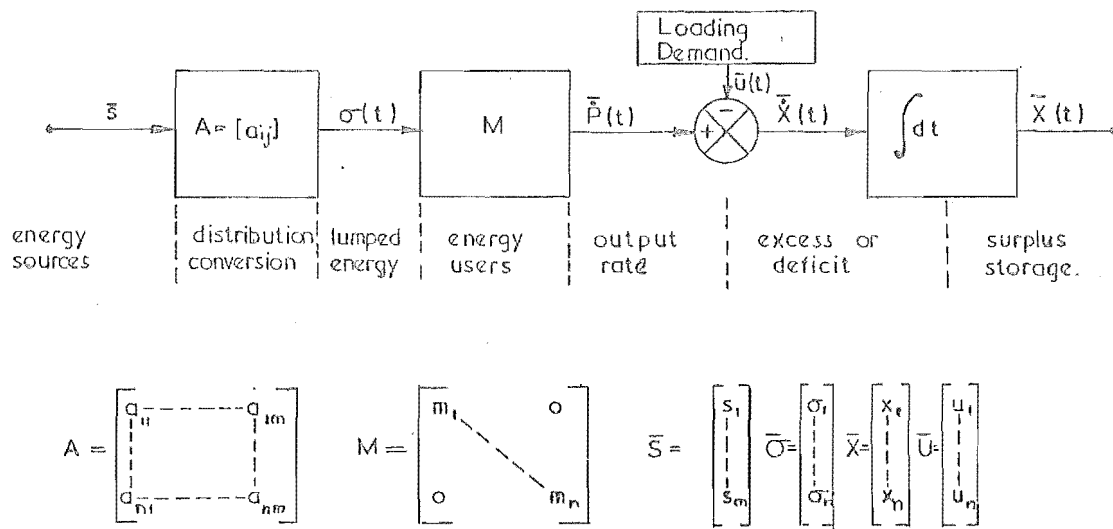 Loading
Demand.
s̄
A = [aij]
σ(t)
M
Ṗ̄(t)
ū(t)
−
+
Ẋ̄(t)
∫dt
X̄(t)
energy
sources
distribution
conversion
lumped
energy
energy
users
output
rate
excess or
deficit
surplus
storage.
A = [a11 a1m an1 anm]
M = [m1 o o mn]
S̄ = [s1 sm]
σ̄ = [σ1 σn]
X̄ = [x1 xn]
Ū = [u1 un]